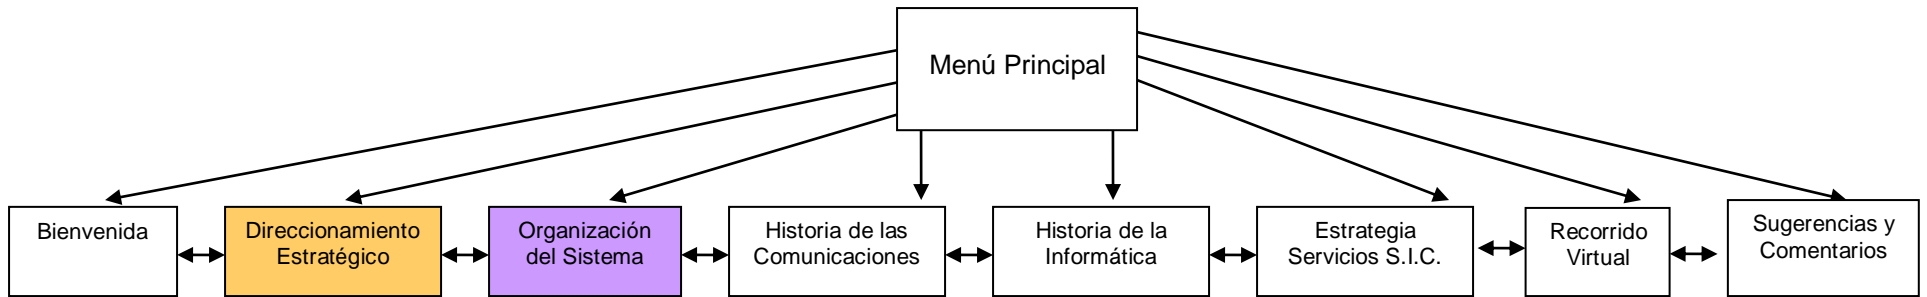 Menú Principal
Bienvenida
Direccionamiento
Estratégico
Organización
del Sistema
Historia de las
Comunicaciones
Historia de la
Informática
Estrategia
Servicios S.I.C.
Recorrido
Virtual
Sugerencias y
Comentarios